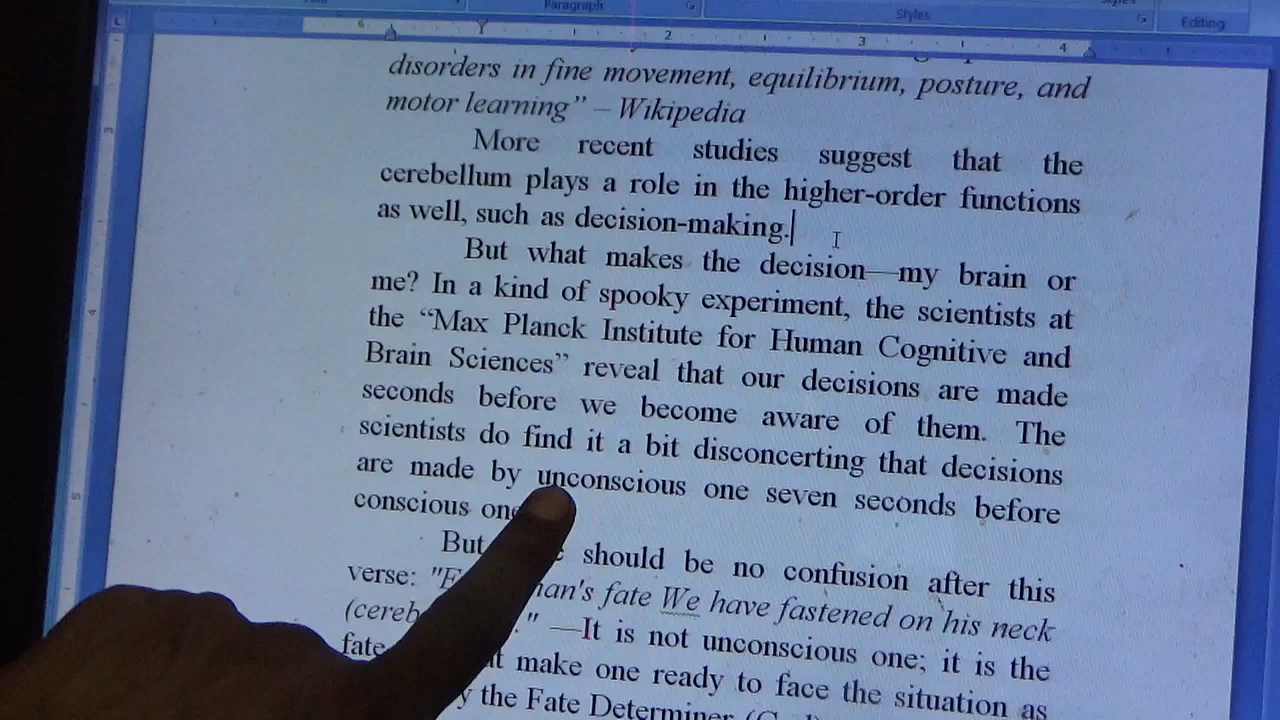 Paragraph
Styles
Editing
6 2 3 4
disorders in fine movement, equilibrium, posture, and
motor learning” – Wikipedia
More recent studies suggest that the
cerebellum plays a role in the higher-order functions
as well, such as decision-making.
But what makes the decision—my brain or
me? In a kind of spooky experiment, the scientists at
the “Max Planck Institute for Human Cognitive and
Brain Sciences” reveal that our decisions are made
seconds before we become aware of them. The
scientists do find it a bit disconcerting that decisions
are made by unconscious one seven seconds before
conscious
But should be no confusion after this
verse: fate We have fastened on his neck
—It is not unconscious one; it is the
fate make one ready to face the situation as
the Fate Determiner